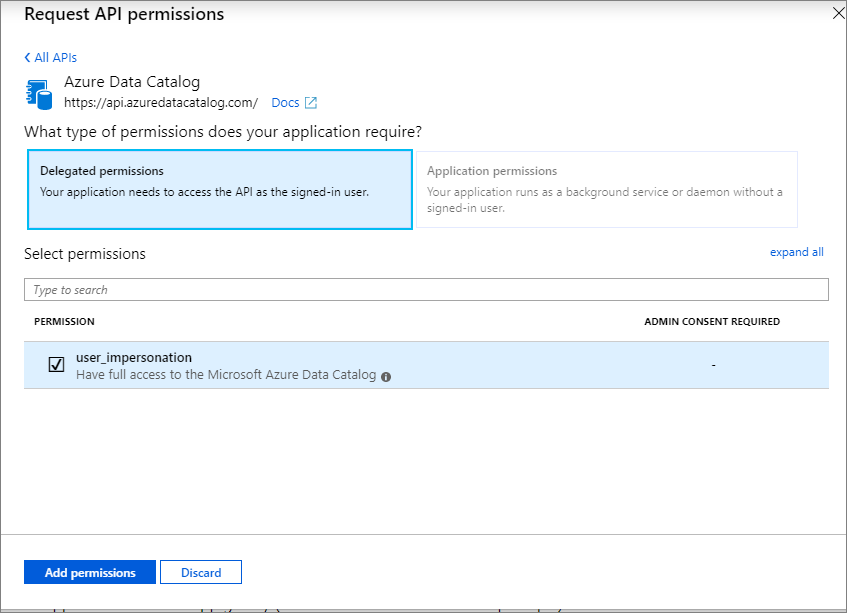 Request API permissions
All APIs
Azure Data Catalog
https://api.azuredatacatalog.com/ Docs
What type of permissions does your application require?
Delegated permissions
Your application needs to access the API as the signed-in user.
Application permissions
Your application runs as a background service or daemon without a
signed-in user.
Select permissions
expand all
Type to search
PERMISSION
ADMIN CONSENT REQUIRED
user_impersonation
Have full access to the Microsoft Azure Data Catalog
-
Add permissions
Discard